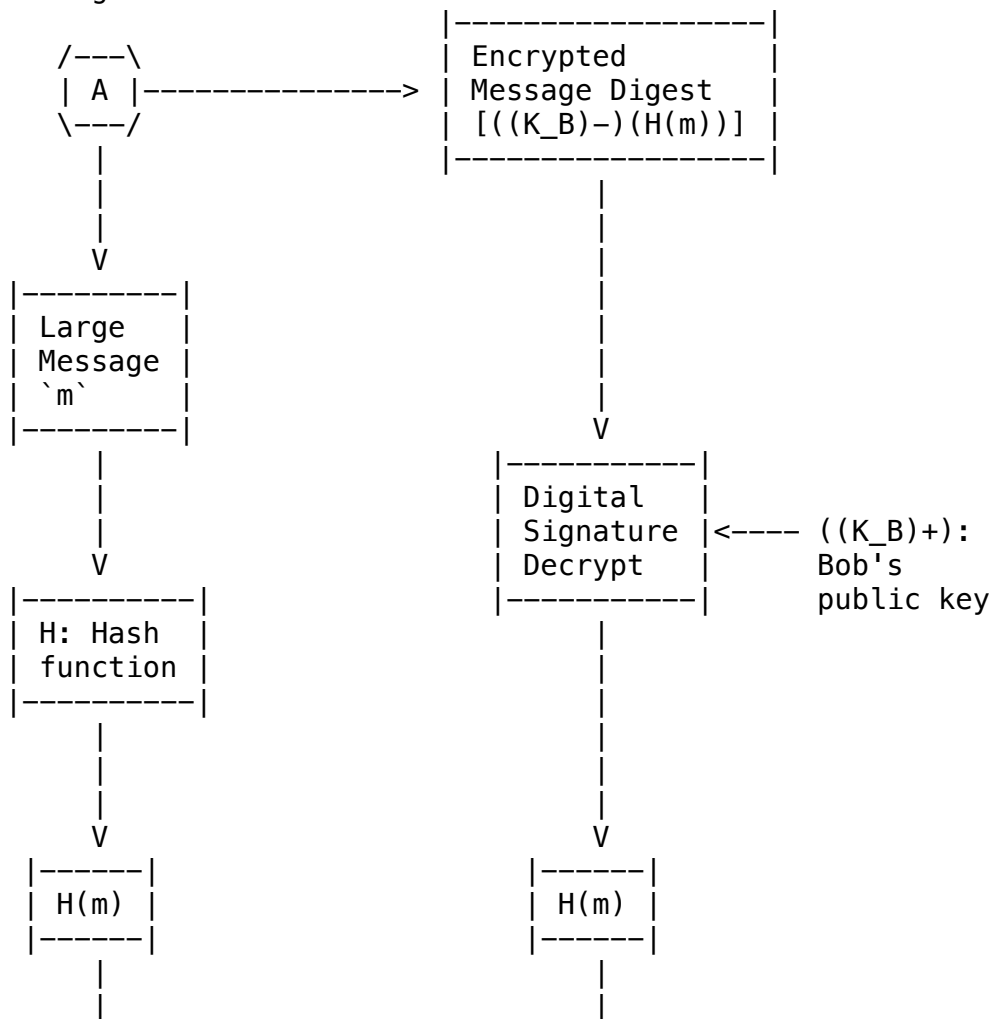 Encrypted
A
Message Digest
[((K_B)-)(H(m))]
Large
Message
`m`
Digital
Signature
Decrypt
((K_B)+):
Bob's
public key
H: Hash
function
H(m)
H(m)